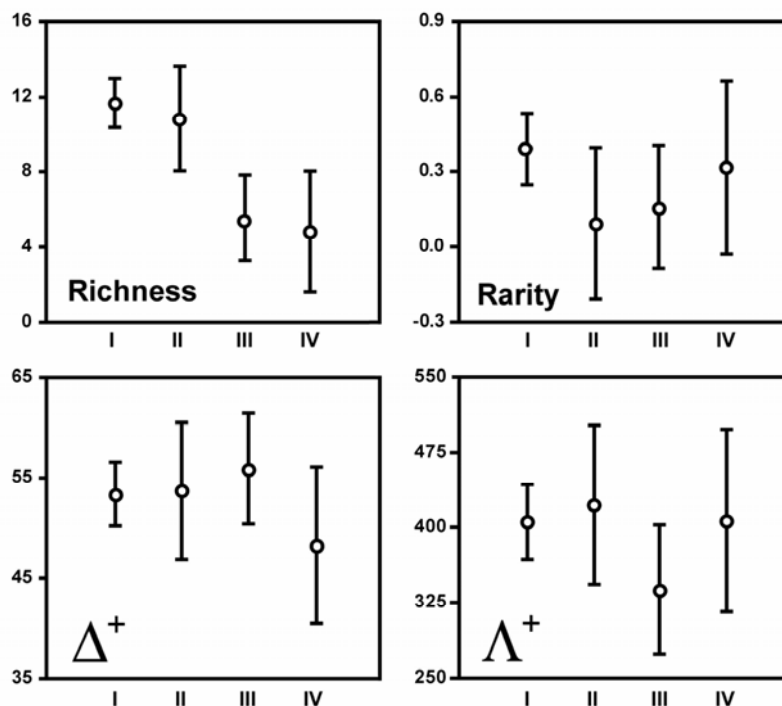 16
12
8
4
0
Richness
I II III IV
0.9
0.6
0.3
0.0
-0.3
Rarity
I II III IV
65
55
45
35
Δ+
I II III IV
550
475
400
325
250
Λ+
I II III IV